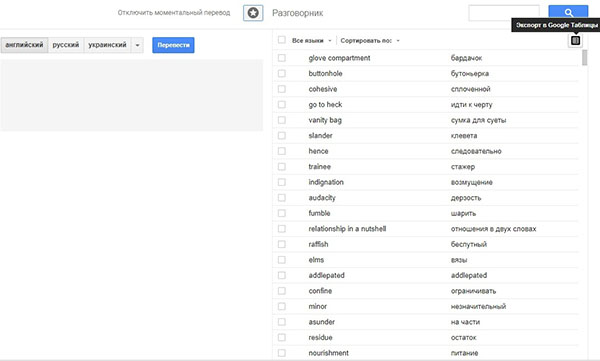 Отключить моментальный перевод
Разговорник
Экспорт в Google Таблицы
английский русский украинский Перевести
Все языки Сортировать по:
glove compartment бардачок
buttonhole бутоньерка
cohesive сплоченной
go to heck идти к черту
vanity bag сумка для суеты
slander клевета
hence следовательно
trainee стажер
indignation возмущение
audacity дерзость
fumble шарить
relationship in a nutshell отношения в двух словах
raffish беспутный
elms вязы
addlepated addlepated
confine ограничивать
minor незначительный
asunder на части
residue остаток
nourishment питание